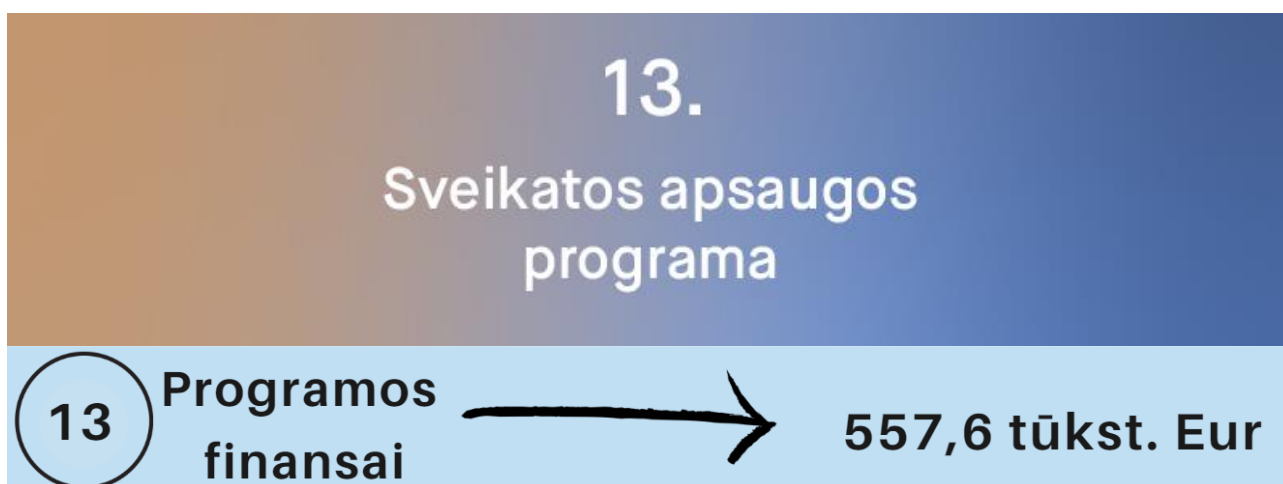 13.
Sveikatos apsaugos
programa
13
Programos
finansai
557,6 tūkst. Eur